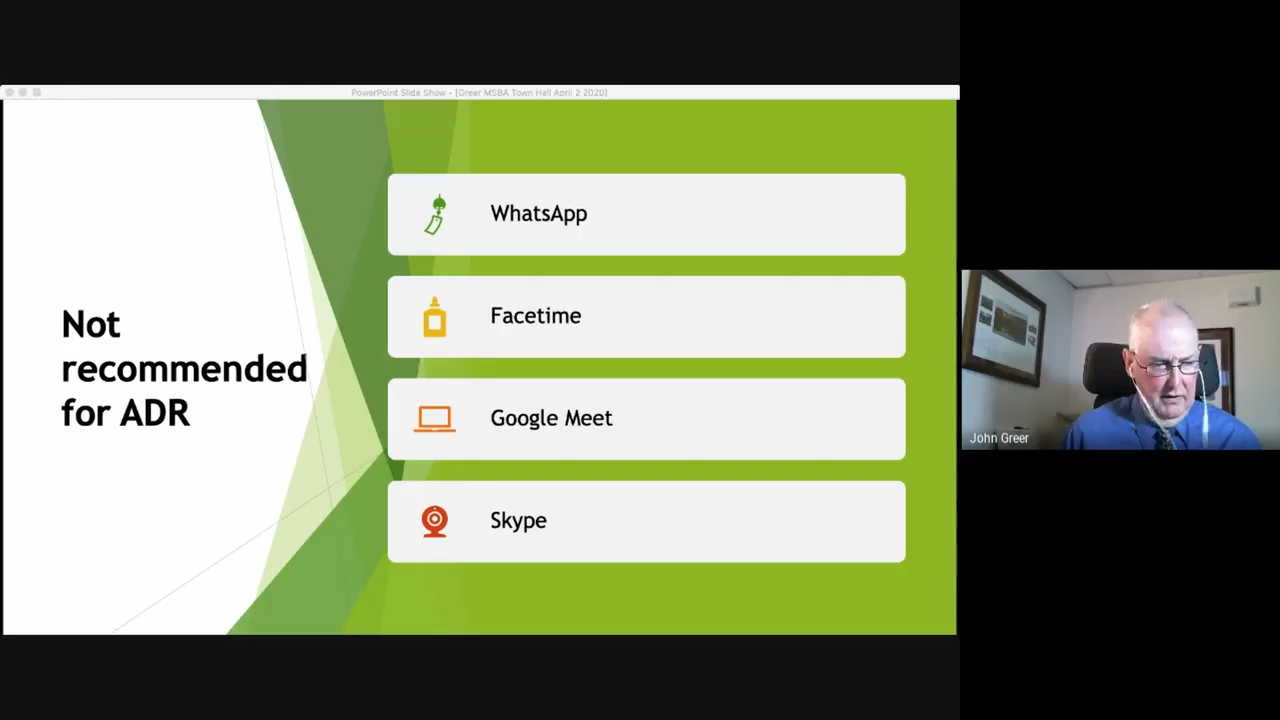 PowerPoint Slide Show - [Greer MSBA Town Hall April 2 2020]
Not
recommended
for ADR
WhatsApp
Facetime
Google Meet
Skype
John Greer